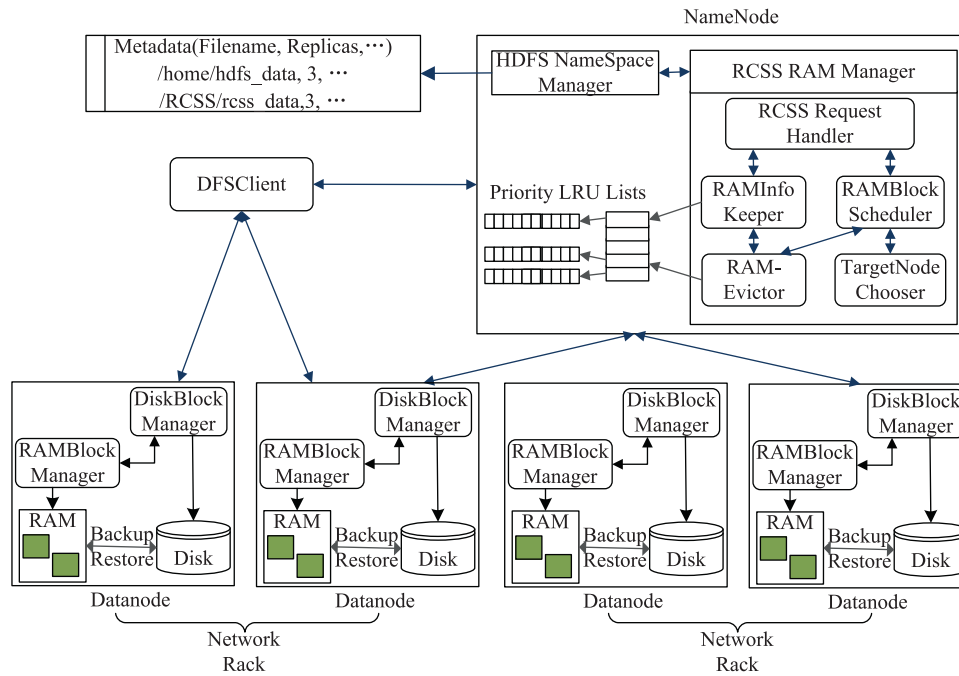 NameNode
Metadata(Filename, Replicas,⋯)
/home/hdfs_data, 3, ⋯
/RCSS/rcss_data,3, ⋯
HDFS NameSpace
Manager
RCSS RAM Manager
RCSS Request
Handler
DFSClient
Priority LRU Lists
RAMInfo
Keeper
RAMBlock
Scheduler
RAM-
Evictor
TargetNode
Chooser
DiskBlock
Manager
RAMBlock
Manager
RAM
Backup
Restore
Disk
Datanode
DiskBlock
Manager
RAMBlock
Manager
RAM
Backup
Restore
Disk
Datanode
DiskBlock
Manager
RAMBlock
Manager
RAM
Backup
Restore
Disk
Datanode
DiskBlock
Manager
RAMBlock
Manager
RAM
Backup
Restore
Disk
Datanode
Network
Rack
Network
Rack